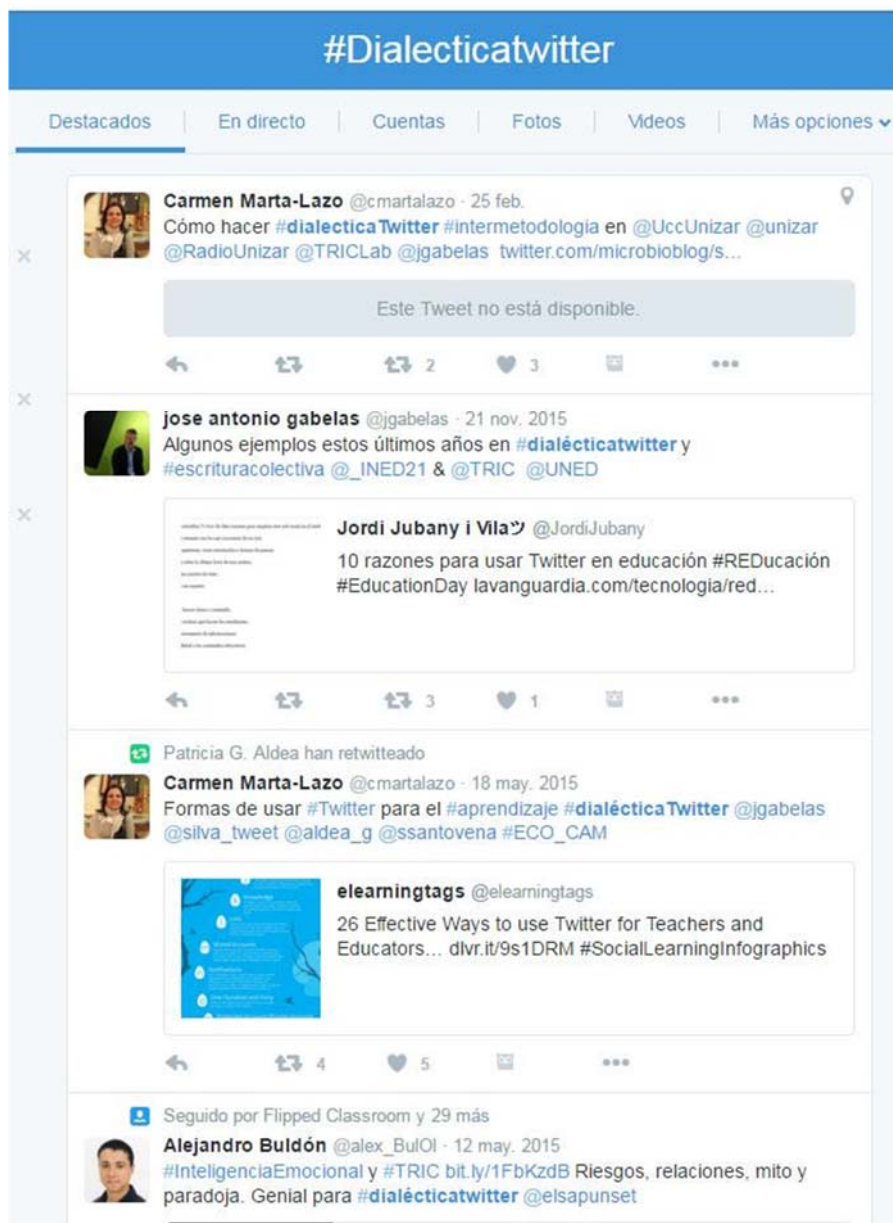 #Dialecticatwitter
Destacados
En directo
Cuentas
Fotos
Videos
Más opciones
Carmen Marta-Lazo @cmartalazo · 25 feb.
Cómo hacer #dialecticaTwitter #intermetodologia en @UccUnizar @unizar
@RadioUnizar @TRICLab @jgabelas twitter.com/microbioblog/s…
Este Tweet no está disponible.
2
3
jose antonio gabelas @jgabelas · 21 nov. 2015
Algunos ejemplos estos últimos años en #dialécticatwitter y
#escrituracolectiva @_INED21 & @TRIC @UNED
Jordi Jubany i Vilaツ @JordiJubany
10 razones para usar Twitter en educación #REDucación
#EducationDay lavanguardia.com/tecnologia/red…
3
1
Patricia G. Aldea han retwitteado
Carmen Marta-Lazo @cmartalazo · 18 may. 2015
Formas de usar #Twitter para el #aprendizaje #dialécticaTwitter @jgabelas
@silva_tweet @aldea_g @ssantovena #ECO_CAM
elearningtags @elearningtags
26 Effective Ways to use Twitter for Teachers and
Educators… dlvr.it/9s1DRM #SocialLearningInfographics
4
5
Seguido por Flipped Classroom y 29 más
Alejandro Buldón @alex_BulOl · 12 may. 2015
#InteligenciaEmocional y #TRIC bit.ly/1FbKzdB Riesgos, relaciones, mito y
paradoja. Genial para #dialécticatwitter @elsapunset